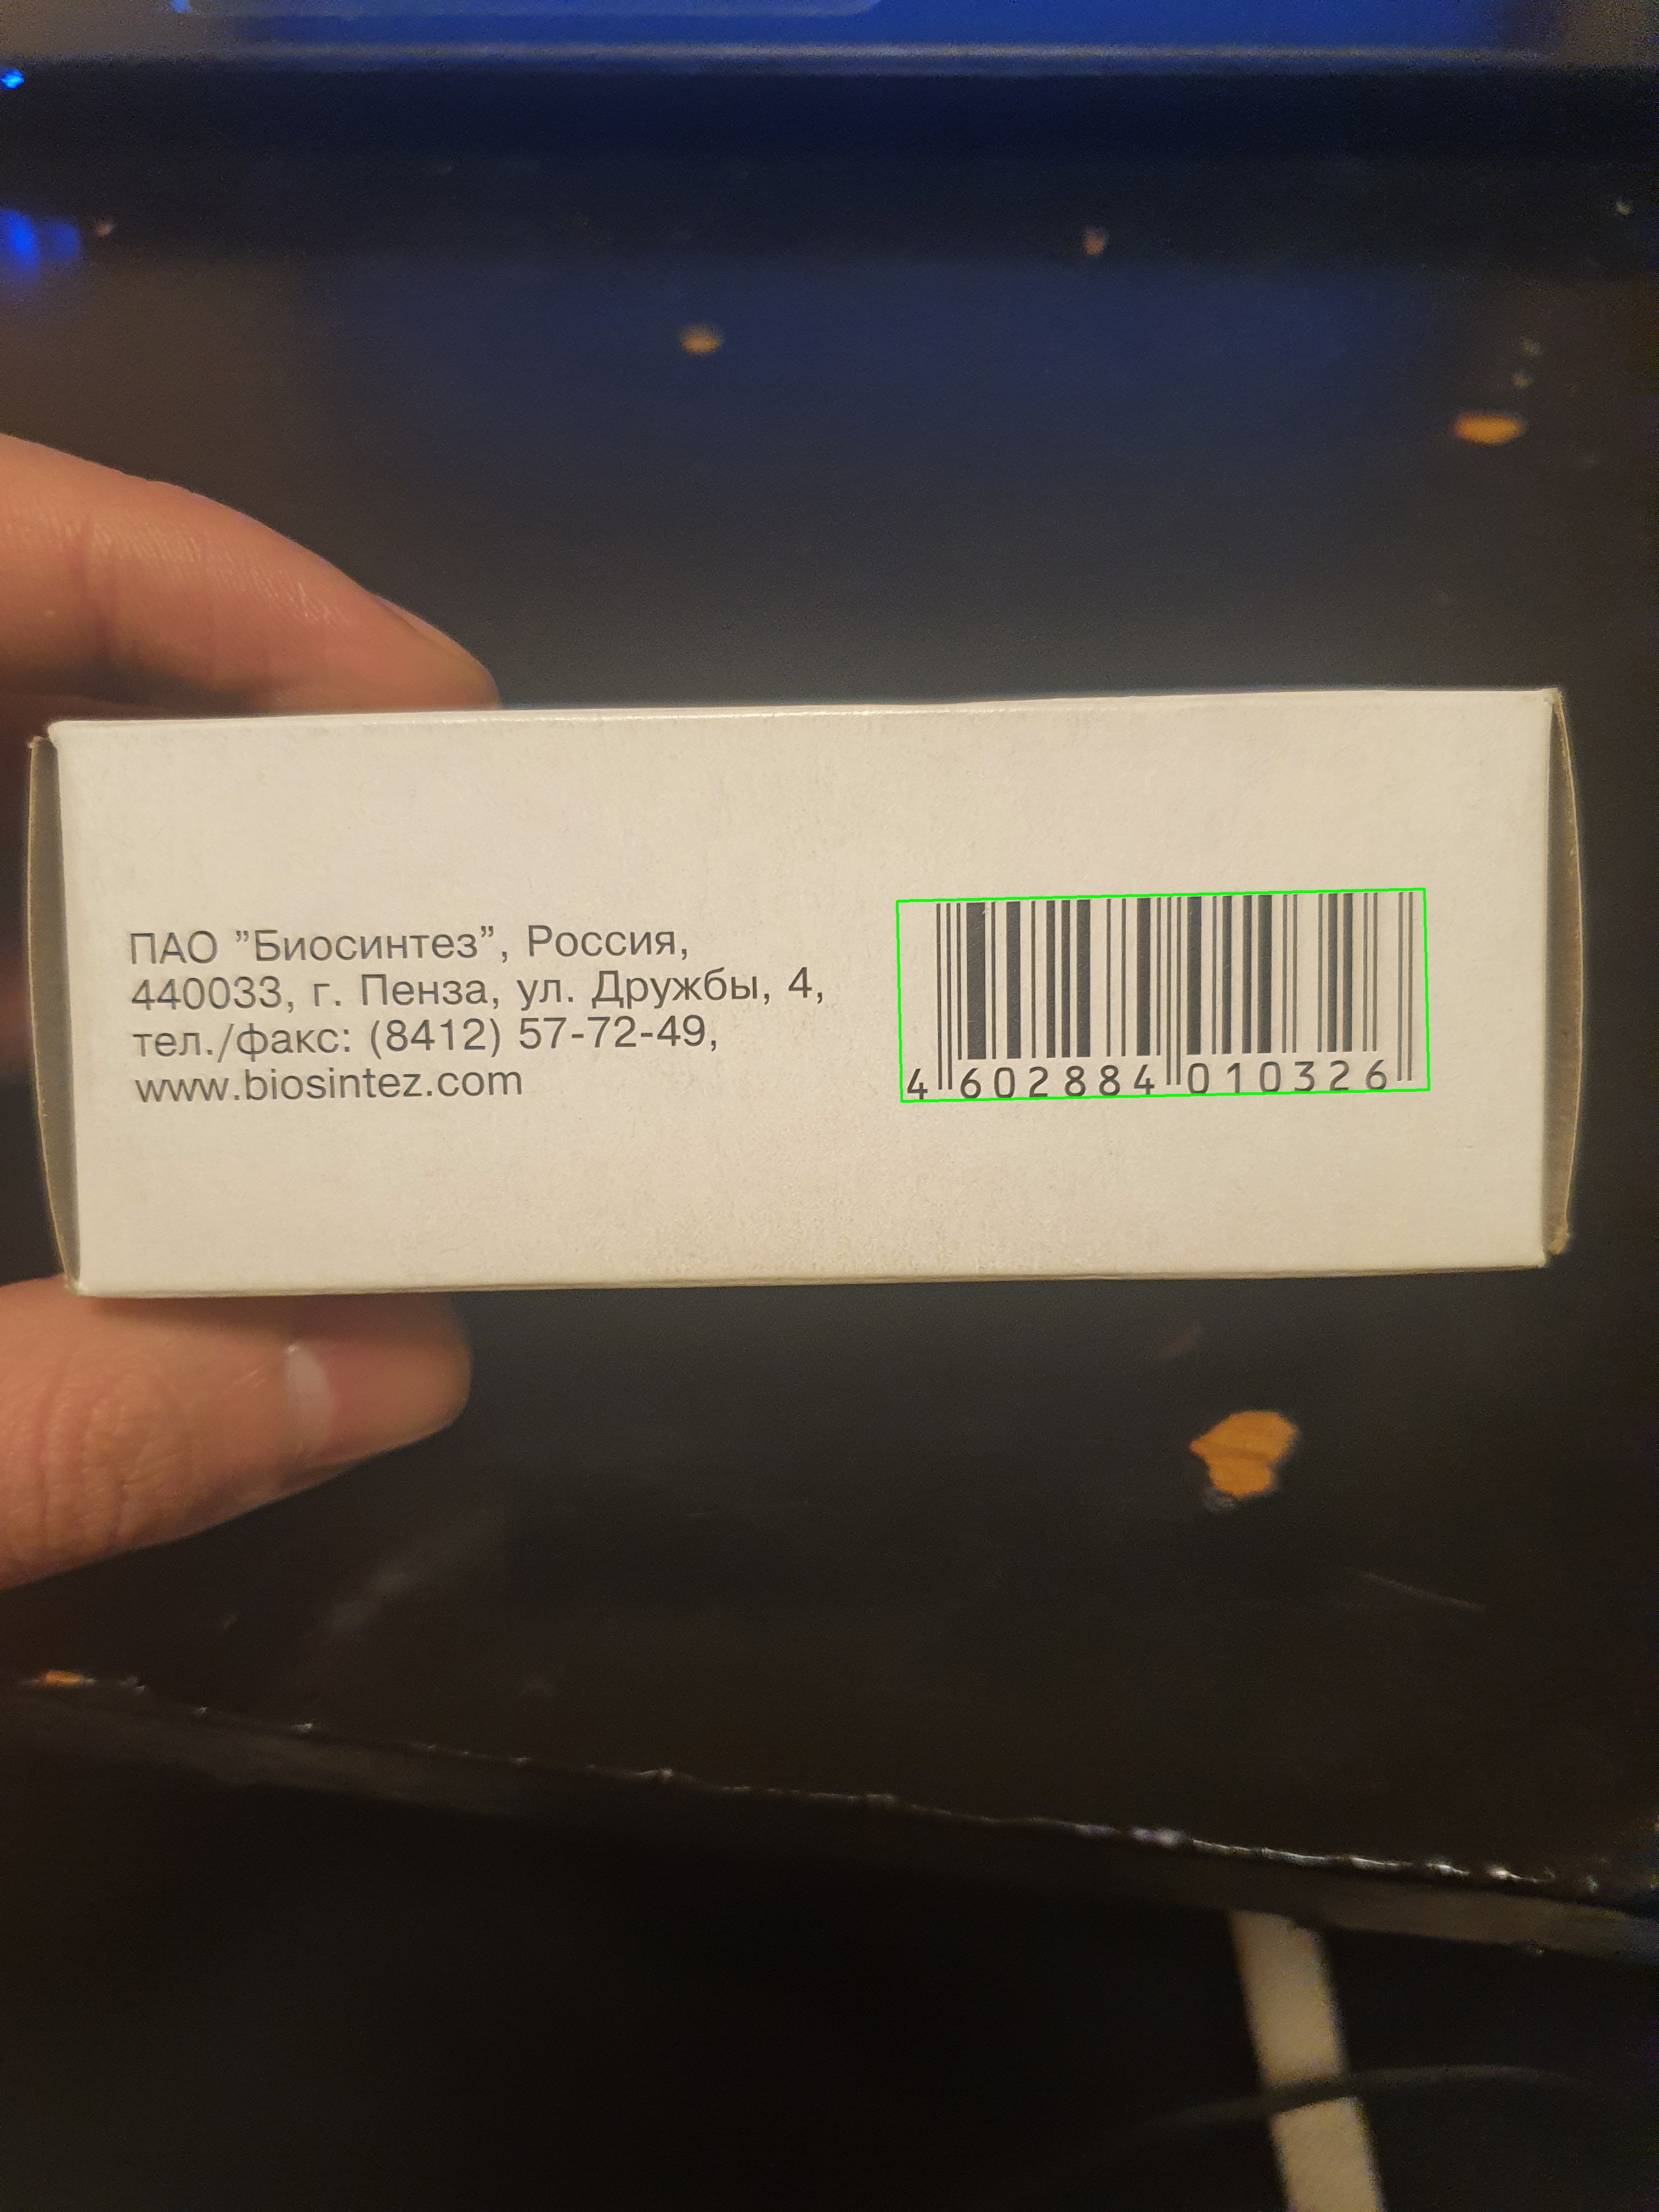 ПАО "Биосинтез", Россия,
440033, г. Пенза, ул. Дружбы, 4,
тел./факс: (8412) 57-72-49,
www.biosintez.com
4 602884 010326